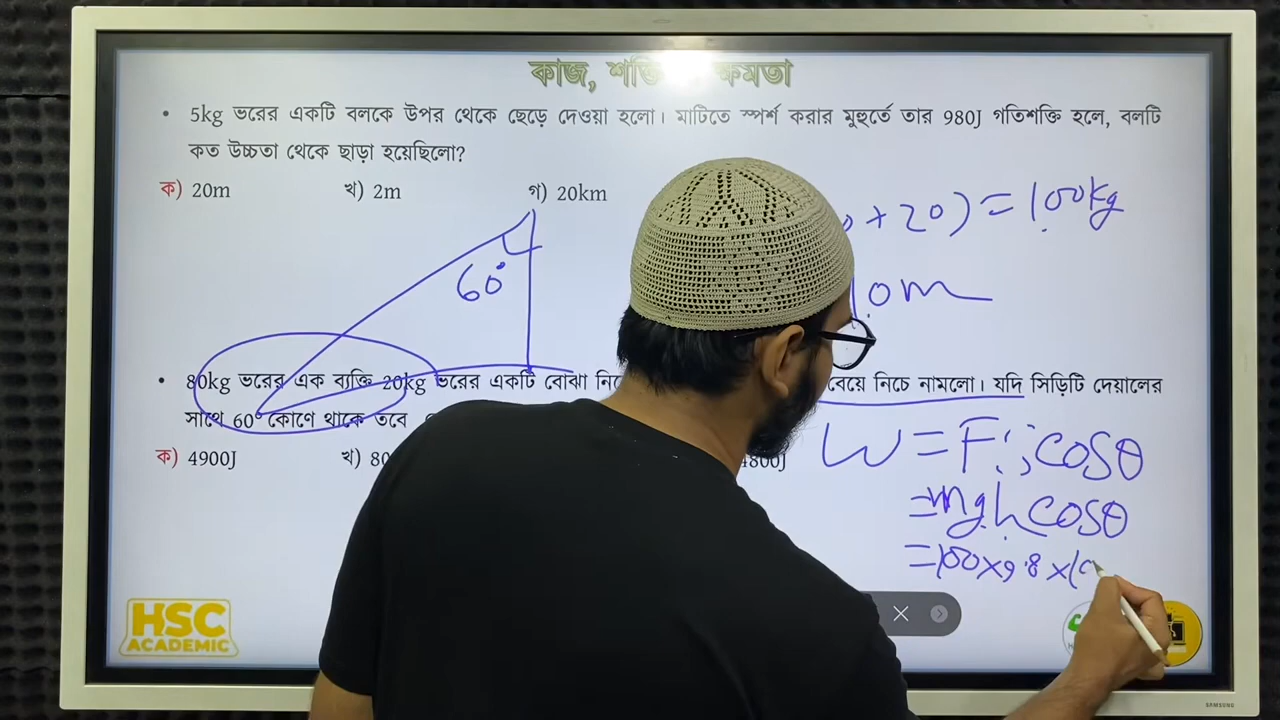 কাজ, শক্তি ক্ষমতা
• 5kg ভরের একটি বলকে উপর থেকে ছেড়ে দেওয়া হলো। মাটিতে স্পর্শ করার মুহুর্তে তার 980J গতিশক্তি হলে, বলটি
কত উচ্চতা থেকে ছাড়া হয়েছিলো?
ক) 20m খ) 2m গ) 20km
+ 20) = 100kg
60°
10m
• 80kg ভরের এক ব্যক্তি 20kg ভরের একটি বোঝা নিয়ে বেয়ে নিচে নামলো। যদি সিঁড়িটি দেয়ালের
সাথে 60° কোণে থাকে তবে
ক) 4900J খ) 80 4800J
W = F. s cosθ
= mgh cosθ
= 100 × 9.8 × 10
HSC
ACADEMIC
SAMSUNG